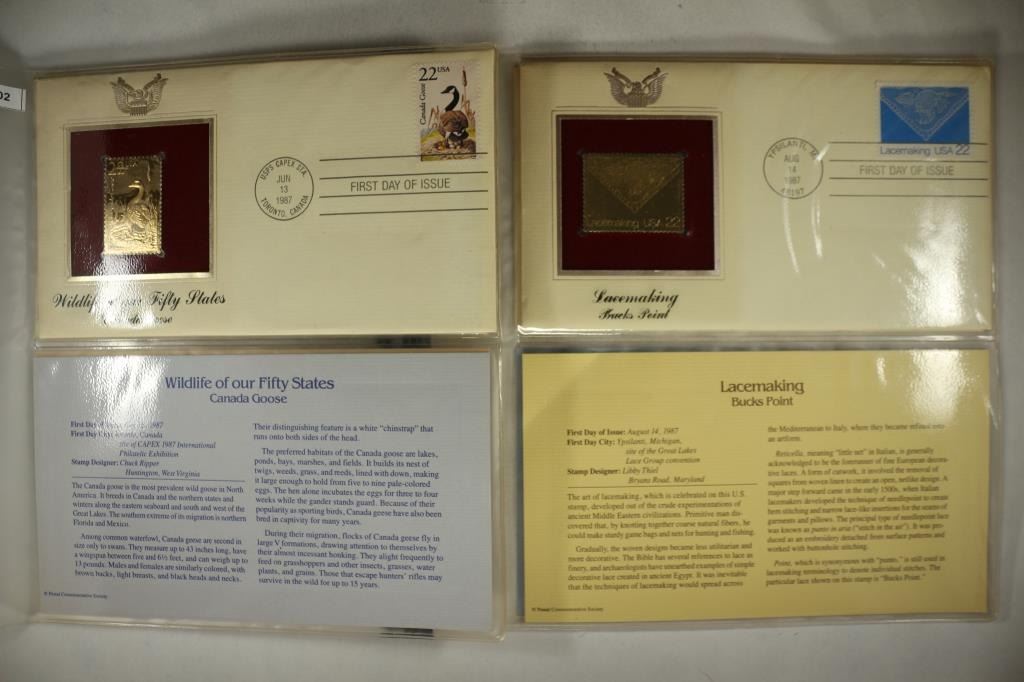 02
22 USA
Canada Goose
22
USPS CAPEX STA.
JUN
13
1987
TORONTO, CANADA
FIRST DAY OF ISSUE
Wildlife Fifty States
Goose
Lacemaking USA 22
YPSILANTI, MI
AUG
14
1987
48197
FIRST DAY OF ISSUE
Lacemaking USA 22
Lacemaking
Bucks Point
Wildlife of our Fifty States
Canada Goose
First Day of 1987
First Day City: Toronto, Canada
site of CAPEX 1987 International
Philatelic Exhibition
Stamp Designer: Chuck Ripper
Huntington, West Virginia
The Canada goose is the most prevalent wild goose in North
America. It breeds in Canada and the northern states and
winters along the eastern seaboard and south and west of the
Great Lakes. The southern extreme of its migration is northern
Florida and Mexico.
Among common waterfowl, Canada geese are second in
size only to swans. They measure up to 43 inches long, have
a wingspan between five and 6½ feet, and can weigh up to
13 pounds. Males and females are similarly colored, with
brown backs, light breasts, and black heads and necks.
© Postal Commemorative Society
Their distinguishing feature is a white "chinstrap" that
runs onto both sides of the head.
The preferred habitats of the Canada goose are lakes,
ponds, bays, marshes, and fields. It builds its nest of
twigs, weeds, grass, and reeds, lined with down, making
it large enough to hold from five to nine pale-colored
eggs. The hen alone incubates the eggs for three to four
weeks while the gander stands guard. Because of their
popularity as sporting birds, Canada geese have also been
bred in captivity for many years.
During their migration, flocks of Canada geese fly in
large V formations, drawing attention to themselves by
their almost incessant honking. They alight frequently to
feed on grasshoppers and other insects, grasses, water
plants, and grains. Those that escape hunters' rifles may
survive in the wild for up to 15 years.
Lacemaking
Bucks Point
First Day of Issue: August 14, 1987
First Day City: Ypsilanti, Michigan,
site of the Great Lakes
Lace Group convention
Stamp Designer: Libby Thiel
Bryans Road, Maryland
The art of lacemaking, which is celebrated on this U.S.
stamp, developed out of the crude experimentations of
ancient Middle Eastern civilizations. Primitive man dis-
covered that, by knotting together coarse natural fibers, he
could make sturdy game bags and nets for hunting and fishing.
Gradually, the woven designs became less utilitarian and
more decorative. The Bible has several references to lace as
finery, and archaeologists have unearthed examples of simple
decorative lace created in ancient Egypt. It was inevitable
that the techniques of lacemaking would spread across
© Postal Commemorative Society
the Mediterranean to Italy, where they became refined into
an artform.
Reticella, meaning "little net" in Italian, is generally
acknowledged to be the forerunner of fine European decora-
tive laces. A form of cutwork, it involved the removal of
squares from woven linen to create an open, netlike design. A
major step forward came in the early 1500s, when Italian
lacemakers developed the technique of needlepoint to create
hem stitching and narrow lace-like insertions for the seams of
garments and pillows. The principal type of needlepoint lace
was known as punto in aria ("stitch in the air"). It was pro-
duced as an embroidery detached from surface patterns and
worked with buttonhole stitching.
Point, which is synonymous with "punto," is still used in
lacemaking terminology to denote individual stitches. The
particular lace shown on this stamp is "Bucks Point."